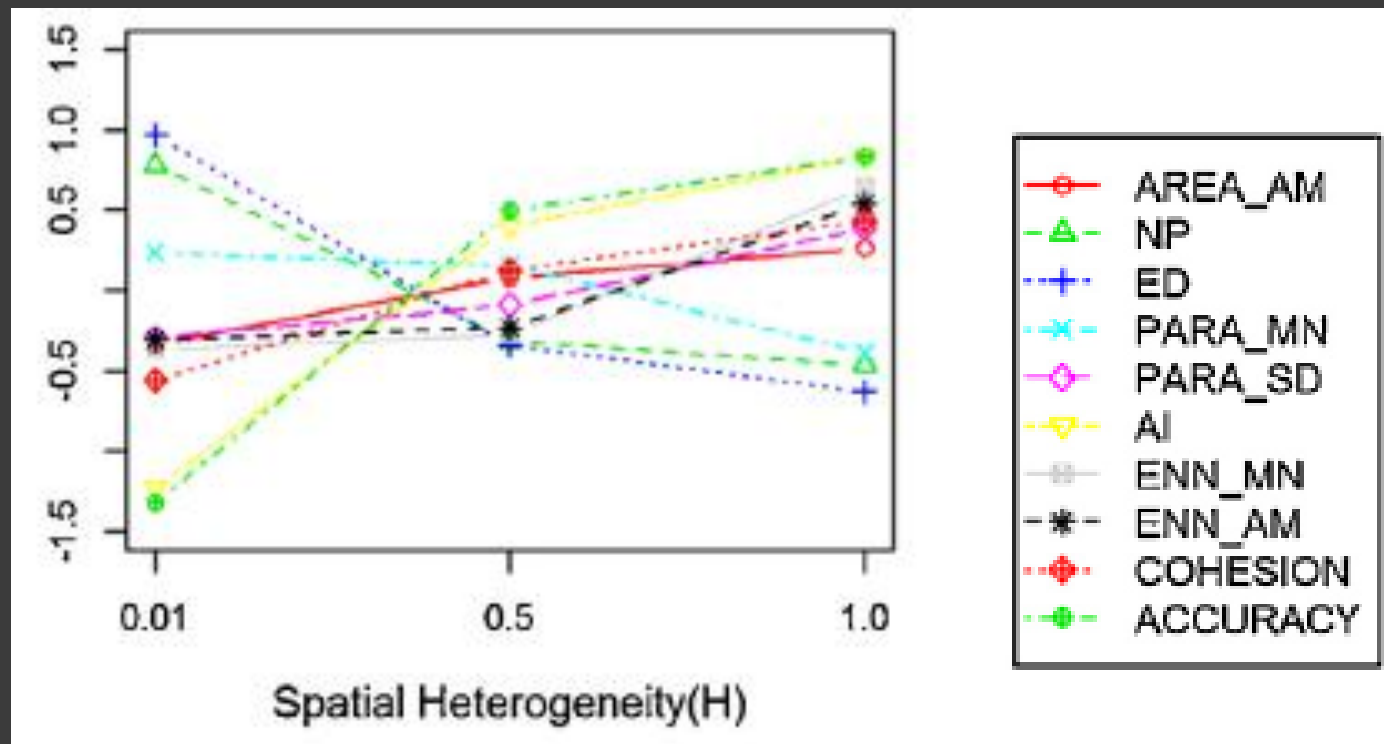 1.5
1.0
0.5
-0.5
-1.5
0.01 0.5 1.0
Spatial Heterogeneity(H)
AREA_AM
NP
ED
PARA_MN
PARA_SD
AI
ENN_MN
ENN_AM
COHESION
ACCURACY